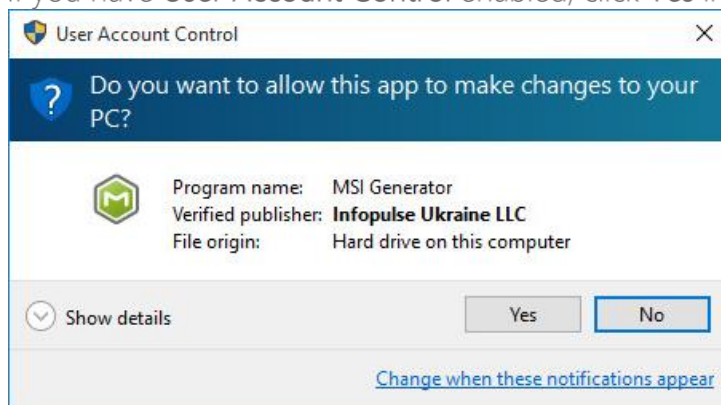 If you have User Account Control enabled, click Yes i
User Account Control
Do you want to allow this app to make changes to your
PC?
Program name: MSI Generator
Verified publisher: Infopulse Ukraine LLC
File origin: Hard drive on this computer
Show details
Yes
No
Change when these notifications appear